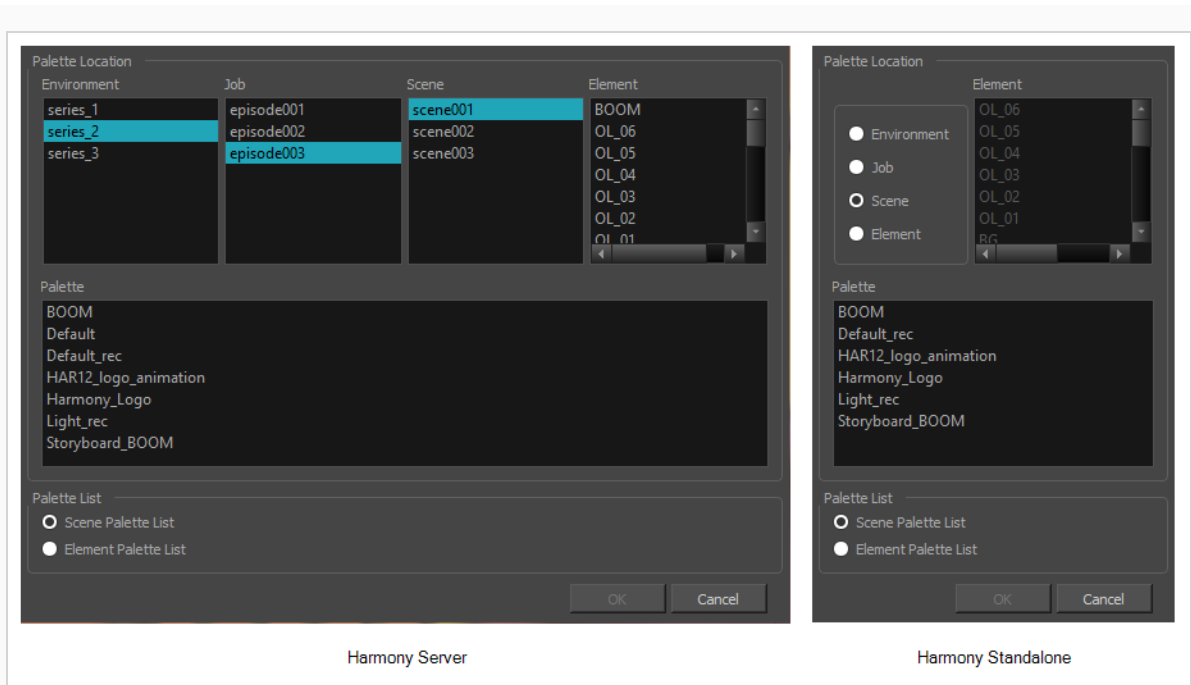 Palette Location
Environment
Job
Scene
Element
series_1
series_2
series_3
episode001
episode002
episode003
scene001
scene002
scene003
BOOM
OL_06
OL_05
OL_04
OL_03
OL_02
OL_01
Palette
BOOM
Default
Default_rec
HAR12_logo_animation
Harmony_Logo
Light_rec
Storyboard_BOOM
Palette List
Scene Palette List
Element Palette List
OK
Cancel
Harmony Server
Palette Location
Element
Environment
Job
Scene
Element
OL_06
OL_05
OL_04
OL_03
OL_02
OL_01
BG
Palette
BOOM
Default_rec
HAR12_logo_animation
Harmony_Logo
Light_rec
Storyboard_BOOM
Palette List
Scene Palette List
Element Palette List
OK
Cancel
Harmony Standalone